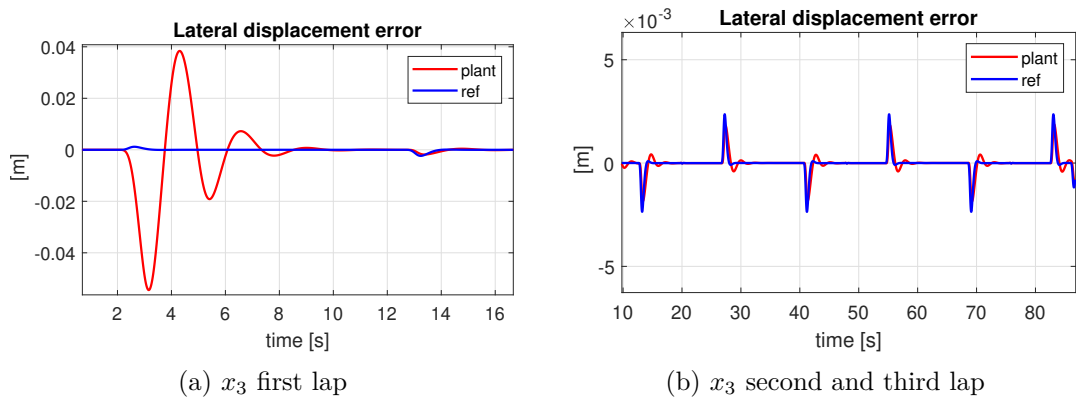 Lateral displacement error
0.04
0.02
0
-0.02
-0.04
[m]
plant
ref
2 4 6 8 10 12 14 16
time [s]
(a) x₃ first lap
×10⁻³
Lateral displacement error
5
0
-5
[m]
plant
ref
10 20 30 40 50 60 70 80
time [s]
(b) x₃ second and third lap